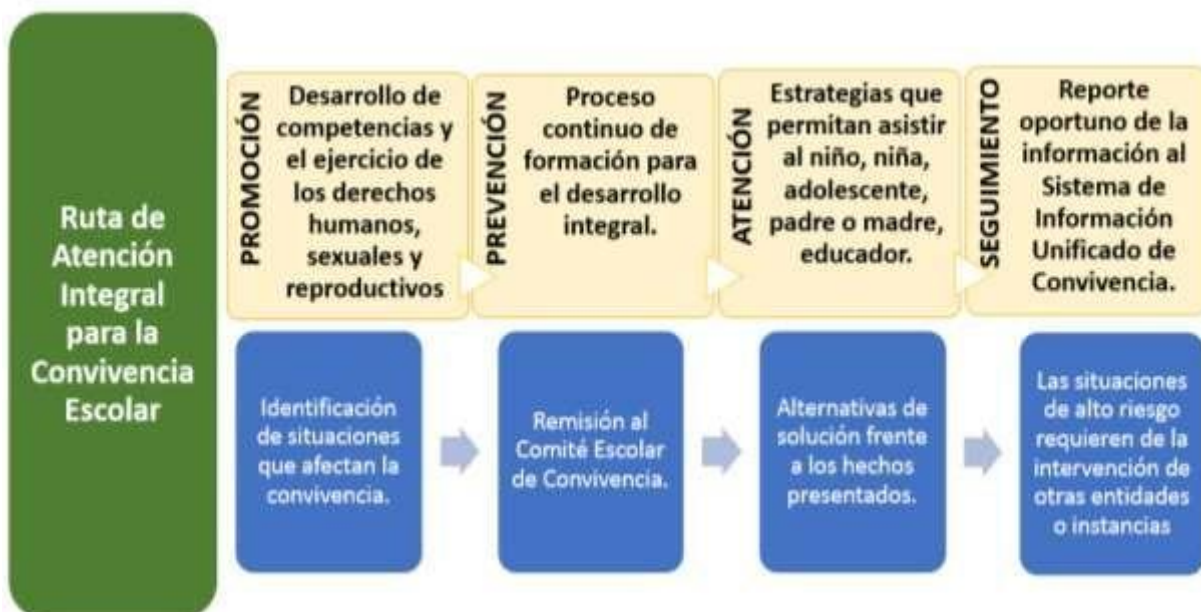 Ruta de
Atención
Integral
para la
Convivencia
Escolar
PROMOCIÓN
Desarrollo de
competencias y
el ejercicio de
los derechos
humanos,
sexuales y
reproductivos
PREVENCIÓN
Proceso
continuo de
formación para
el desarrollo
integral.
ATENCIÓN
Estrategias que
permitan asistir
al niño, niña,
adolescente,
padre o madre,
educador.
SEGUIMIENTO
Reporte
oportuno de la
información al
Sistema de
Información
Unificado de
Convivencia.
Identificación
de situaciones
que afectan la
convivencia.
Remisión al
Comité Escolar
de Convivencia.
Alternativas de
solución frente
a los hechos
presentados.
Las situaciones
de alto riesgo
requieren de la
intervención de
otras entidades
o instancias